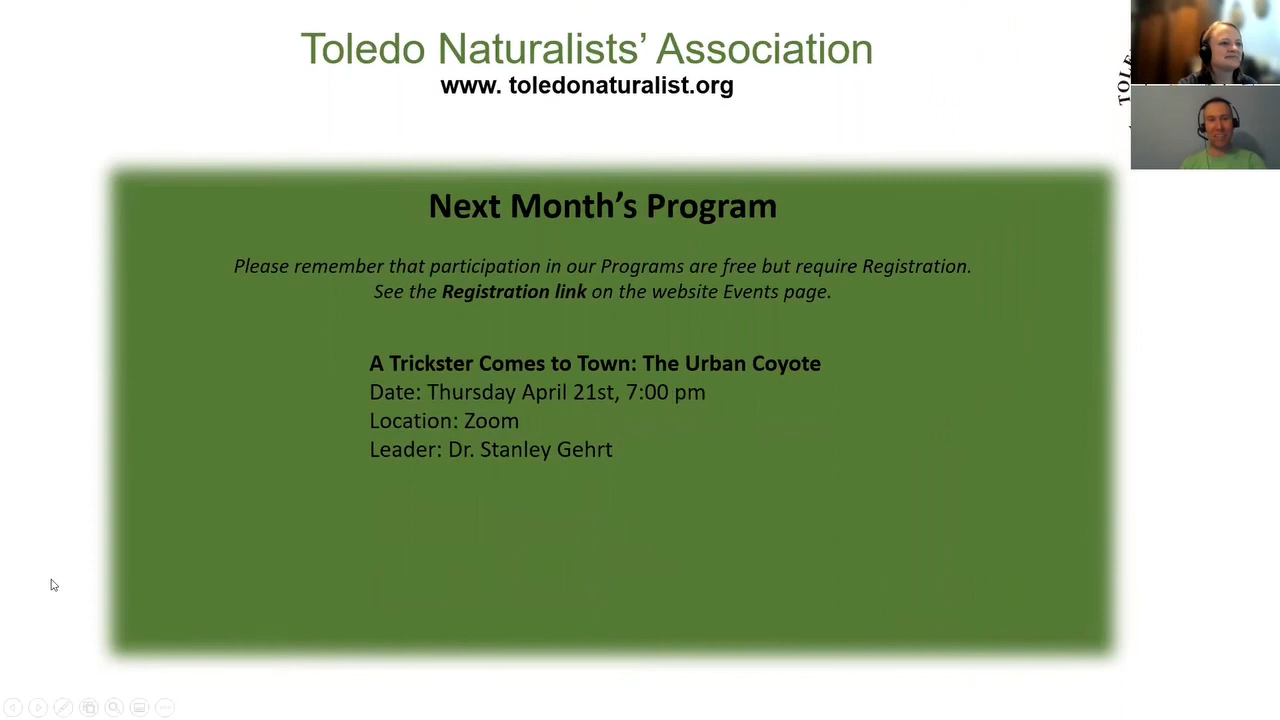 Toledo Naturalists’ Association
www. toledonaturalist.org
TOLE
Next Month’s Program
Please remember that participation in our Programs are free but require Registration.
See the Registration link on the website Events page.
A Trickster Comes to Town: The Urban Coyote
Date: Thursday April 21st, 7:00 pm
Location: Zoom
Leader: Dr. Stanley Gehrt